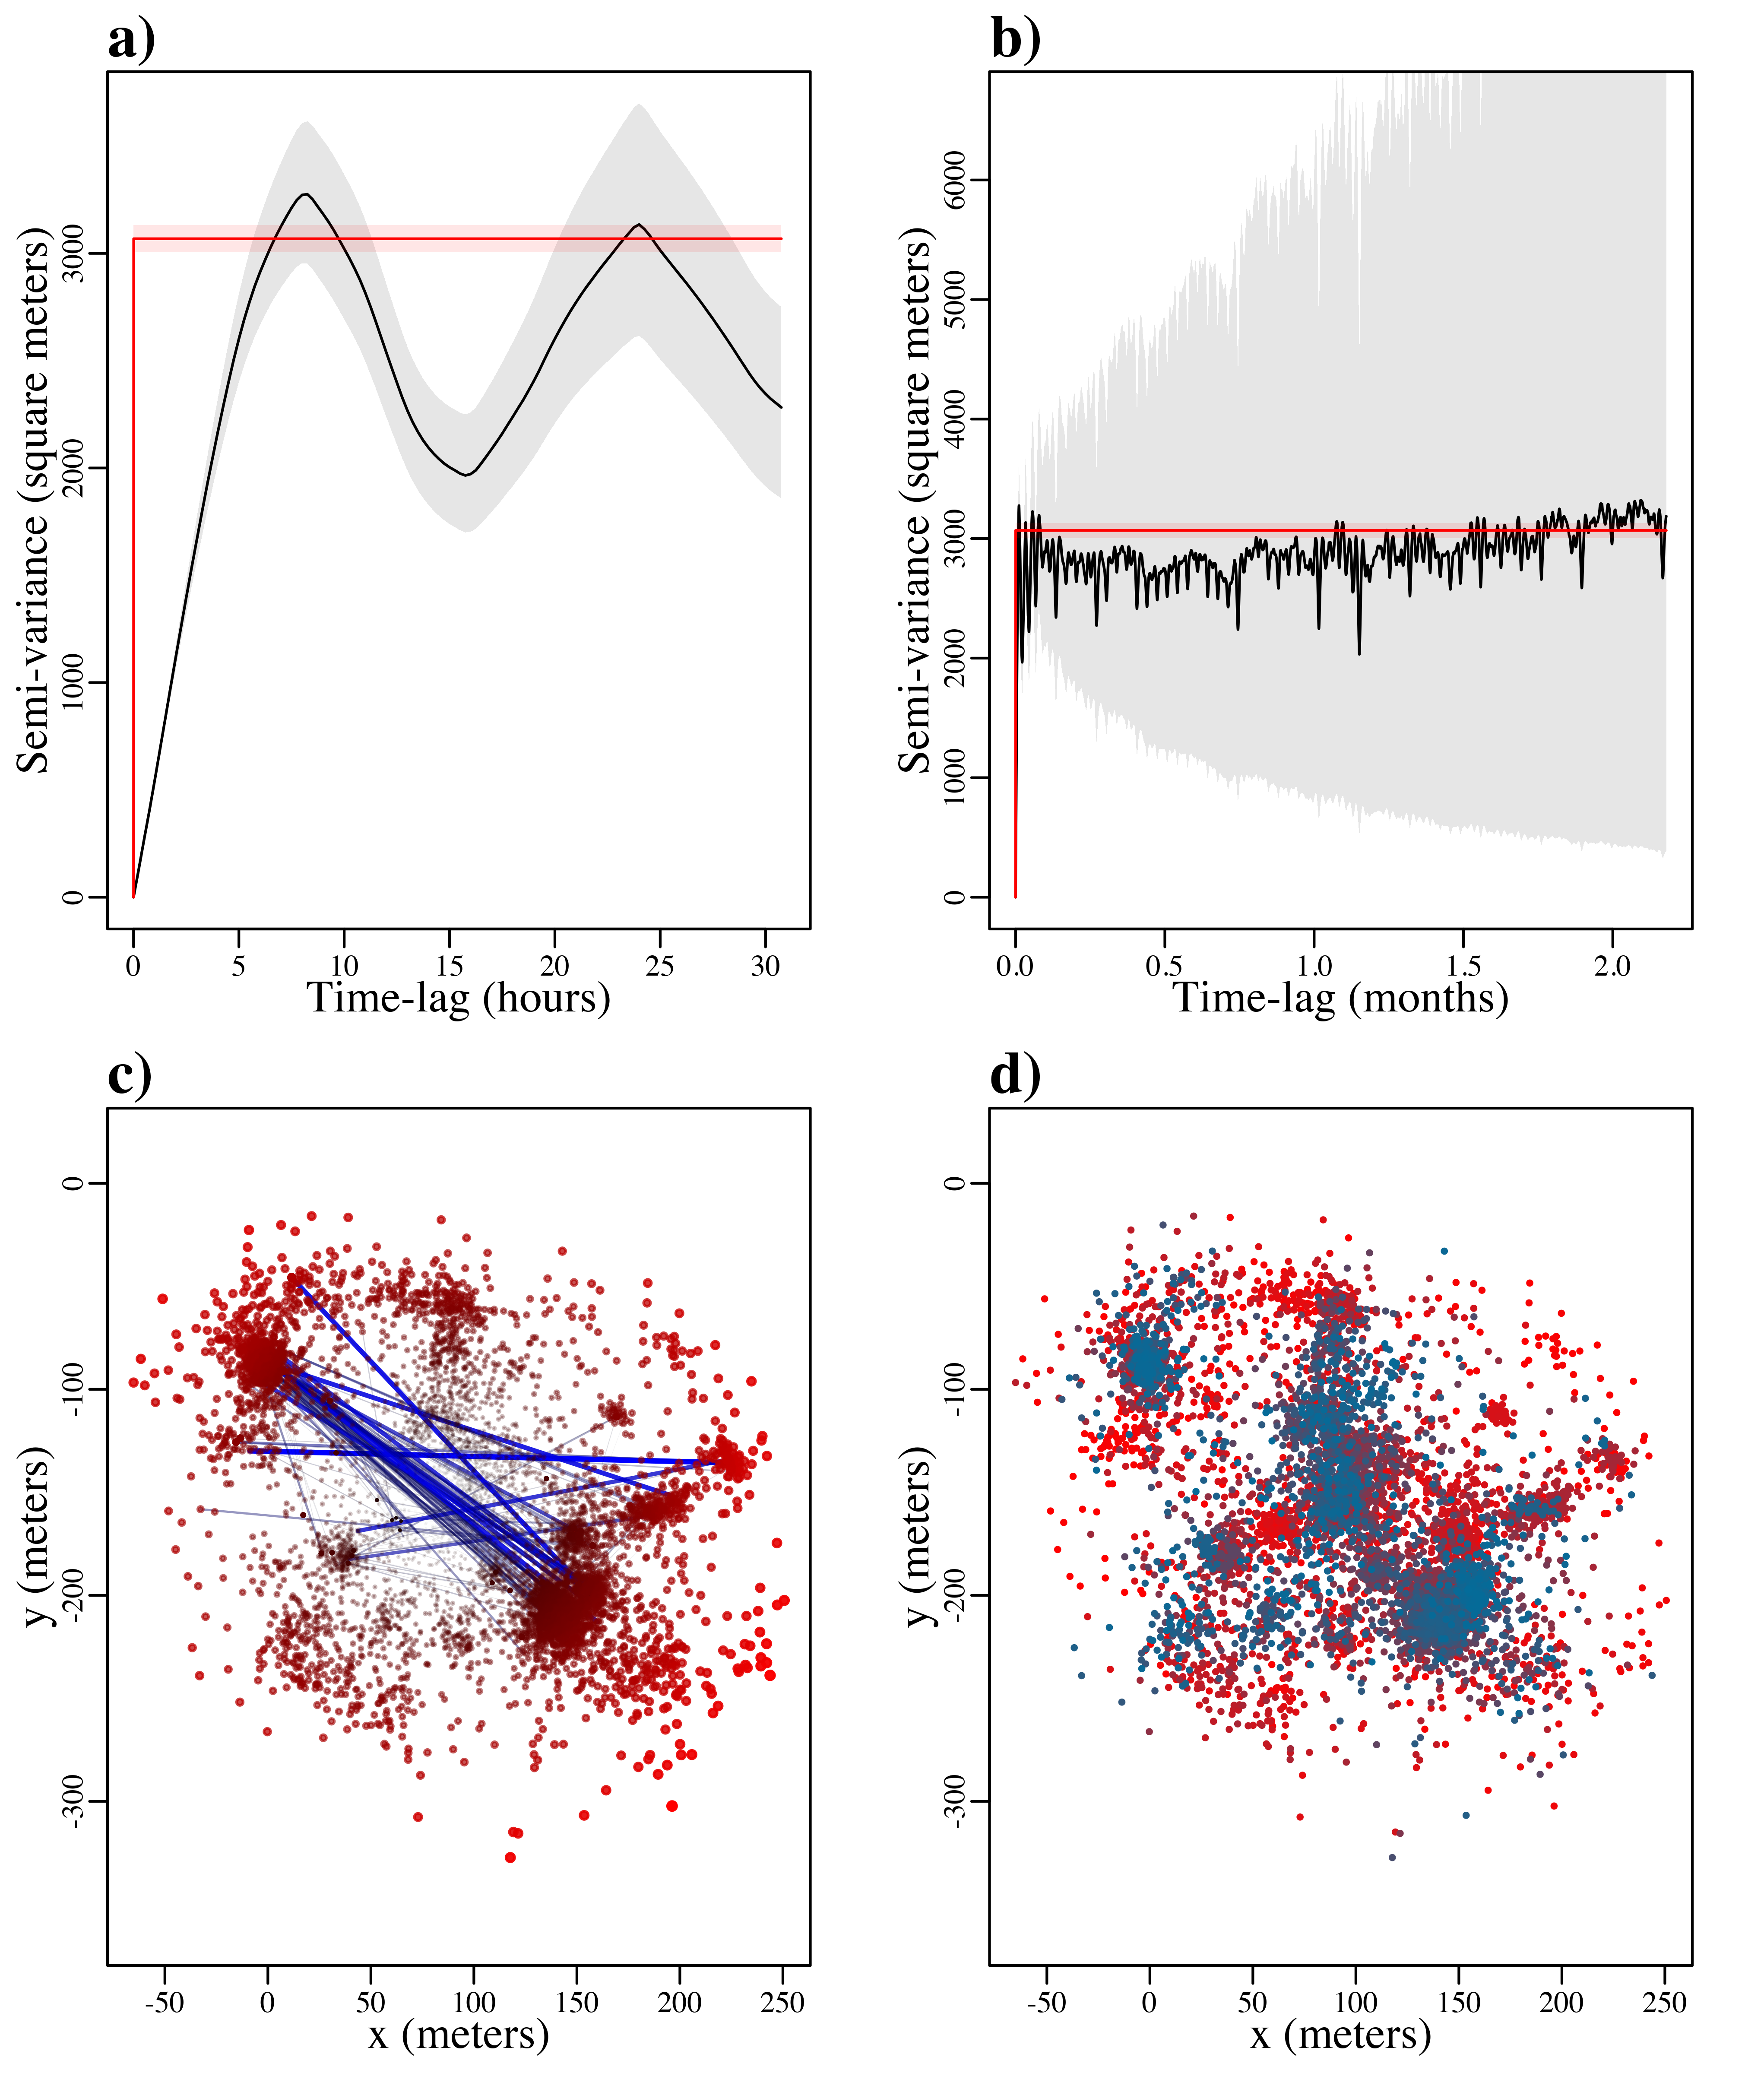 a)
Semi-variance (square meters)
3000
2000
1000
0
0 5 10 15 20 25 30
Time-lag (hours)
b)
Semi-variance (square meters)
6000
5000
4000
3000
2000
1000
0
0.0 0.5 1.0 1.5 2.0
Time-lag (months)
c)
y (meters)
0
-100
-200
-300
-50 0 50 100 150 200 250
x (meters)
d)
y (meters)
0
-100
-200
-300
-50 0 50 100 150 200 250
x (meters)